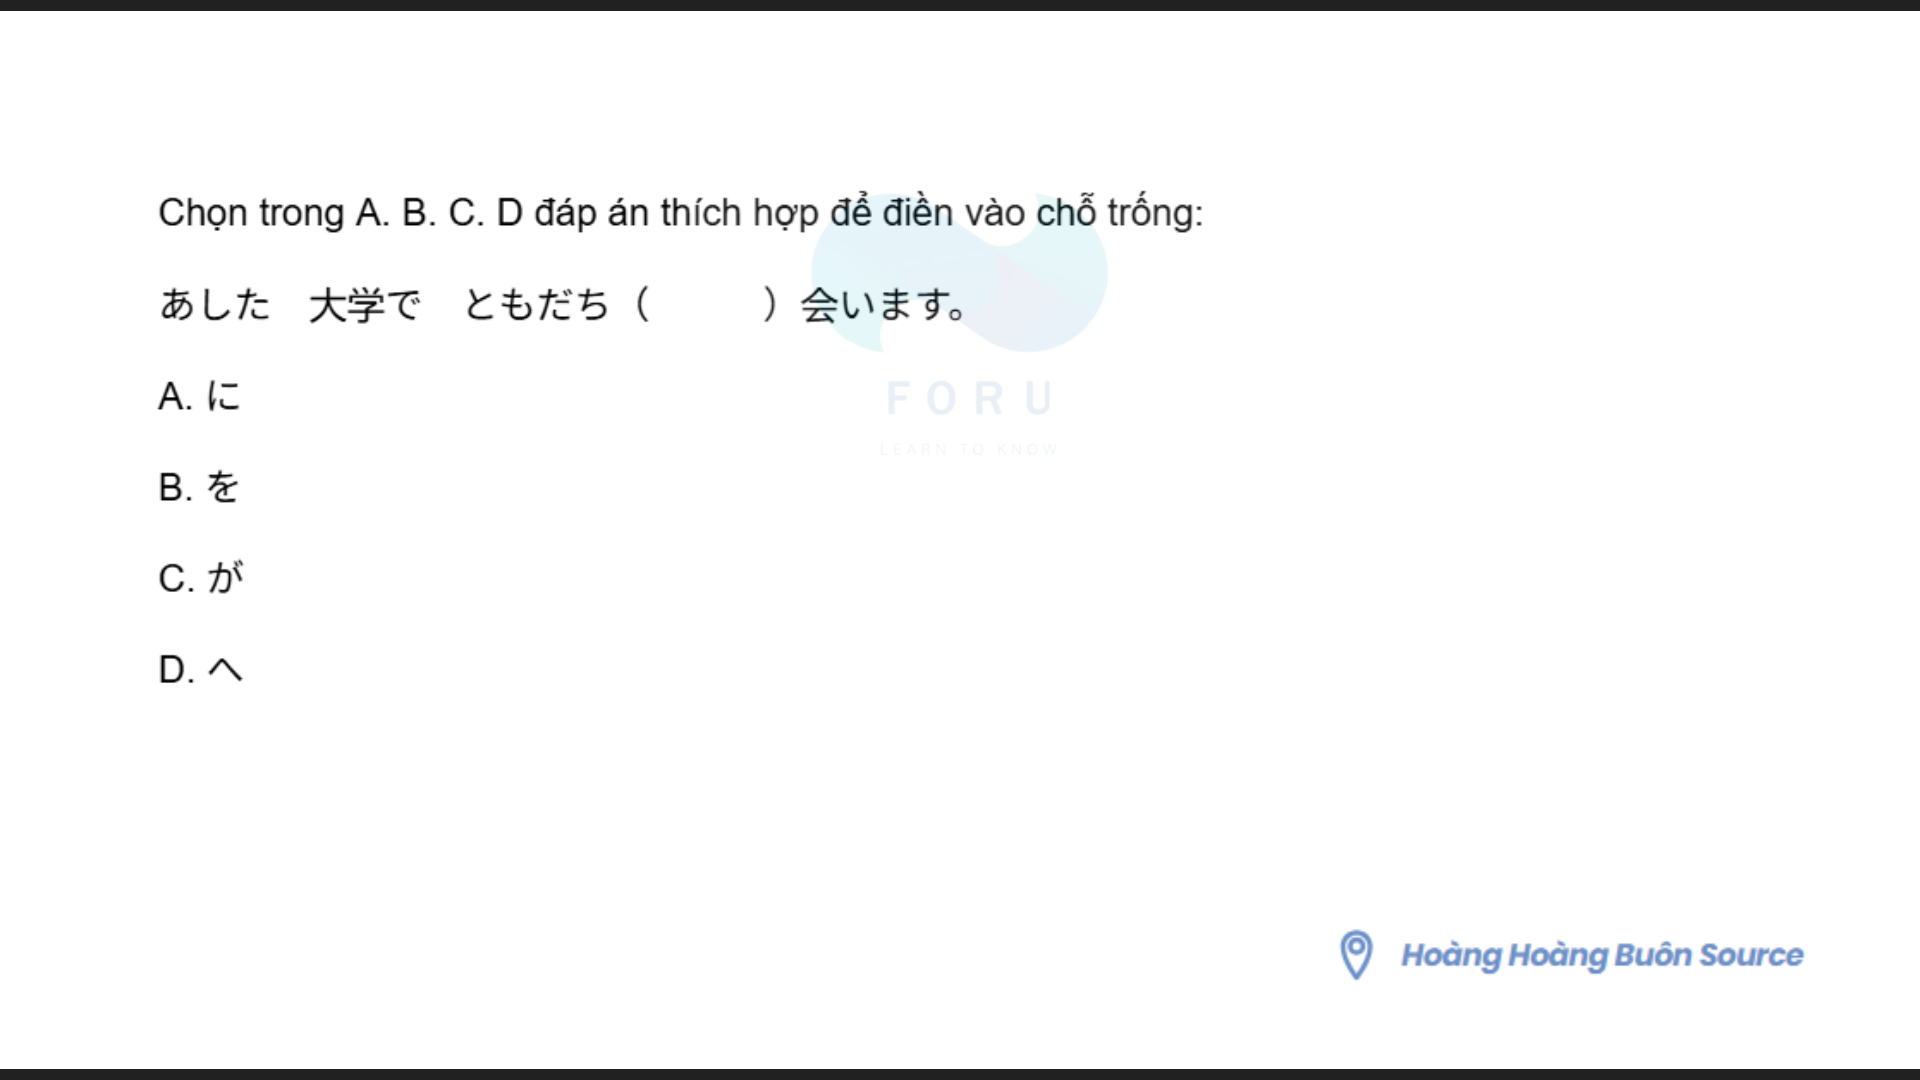 Chọn trong A. B. C. D đáp án thích hợp để điền vào chỗ trống:
あした　大学で　ともだち（　　　）会います。
A. に
B. を
C. が
D. へ
FORU
LEARN TO KNOW
Hoàng Hoàng Buôn Source